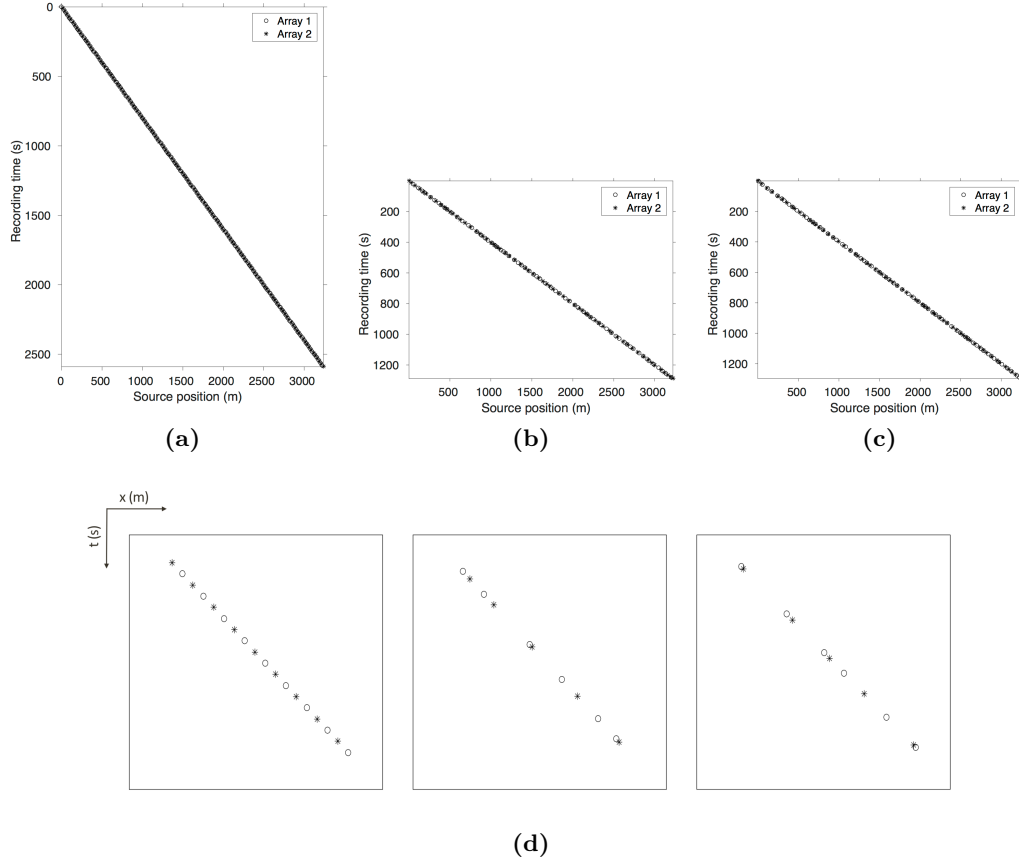 0
500
1000
1500
2000
2500
Recording time (s)
0 500 1000 1500 2000 2500 3000
Source position (m)
Array 1
Array 2
(a)
200
400
600
800
1000
1200
Recording time (s)
500 1000 1500 2000 2500 3000
Source position (m)
Array 1
Array 2
(b)
200
400
600
800
1000
1200
Recording time (s)
500 1000 1500 2000 2500 3000
Source position (m)
Array 1
Array 2
(c)
x (m)
t (s)
(d)